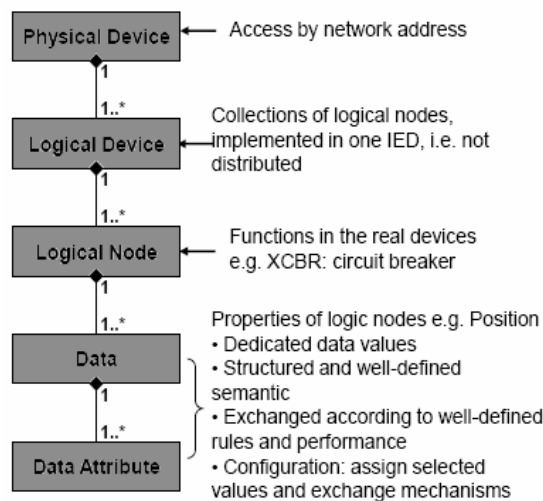 Physical Device
Access by network address
1
1..*
Logical Device
Collections of logical nodes,
implemented in one IED, i.e. not
distributed
1
1..*
Logical Node
Functions in the real devices
e.g. XCBR: circuit breaker
1
1..*
Data
Properties of logic nodes e.g. Position
• Dedicated data values
• Structured and well-defined
semantic
• Exchanged according to well-defined
rules and performance
• Configuration: assign selected
values and exchange mechanisms
1
1..*
Data Attribute